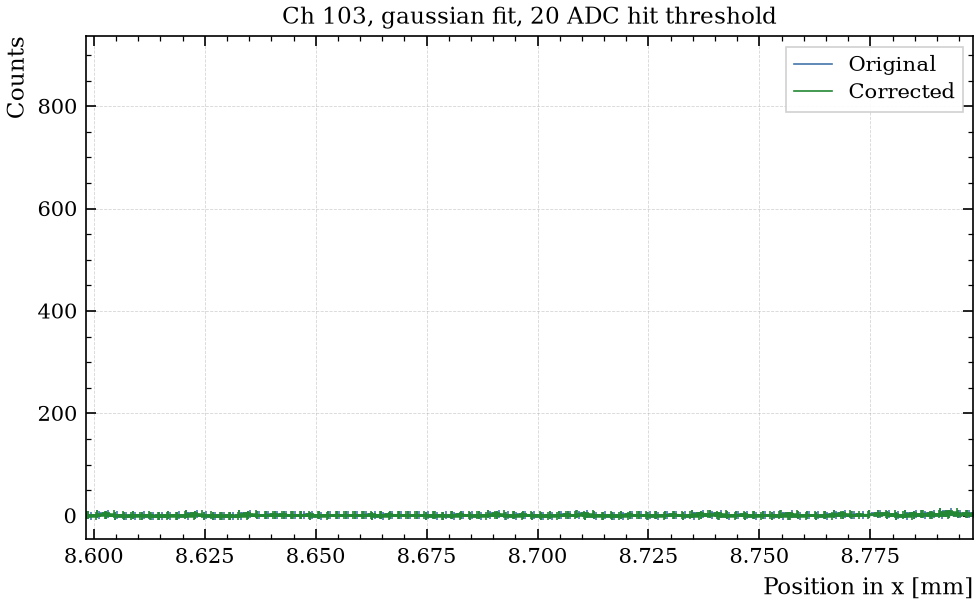 Ch 103, gaussian fit, 20 ADC hit threshold
Counts
Original
Corrected
800
600
400
200
0
8.600 8.625 8.650 8.675 8.700 8.725 8.750 8.775
Position in x [mm]